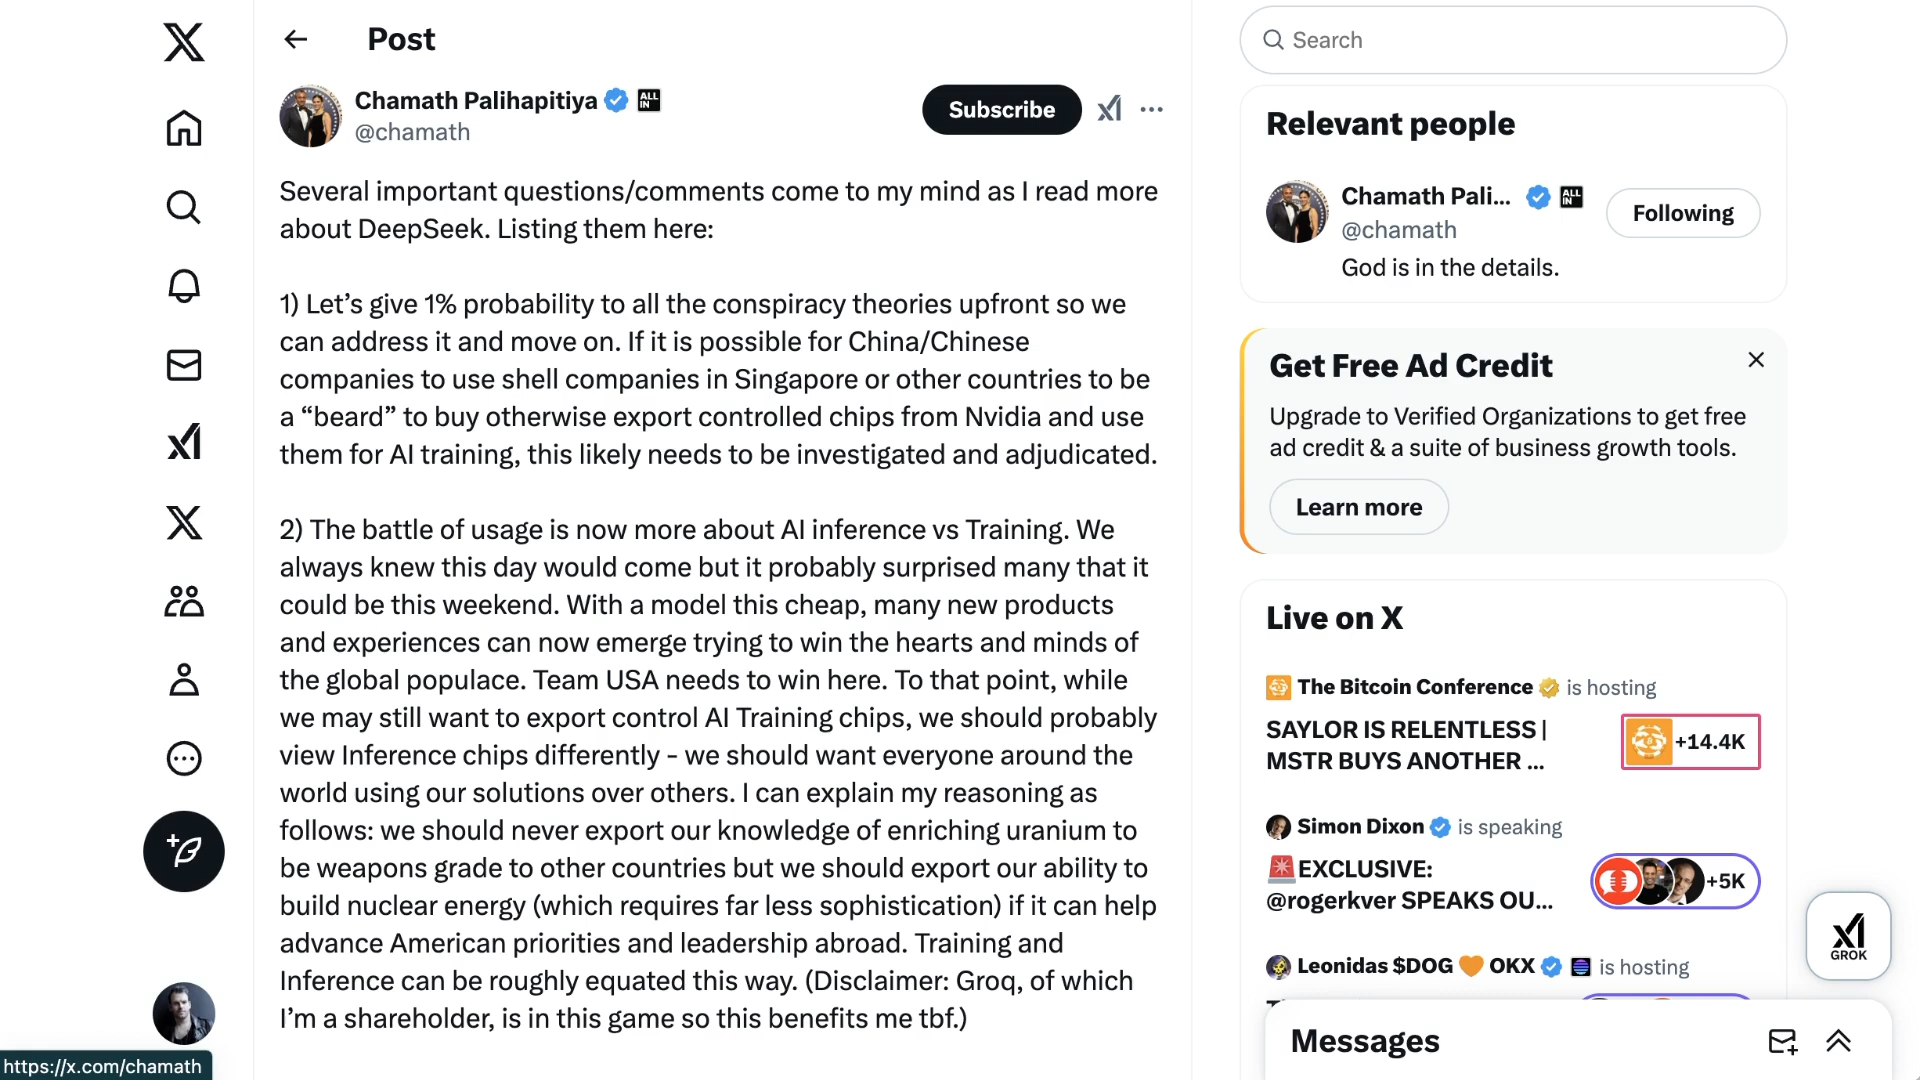 Post
Chamath Palihapitiya ALL IN
@chamath
Subscribe
Several important questions/comments come to my mind as I read more
about DeepSeek. Listing them here:
1) Let’s give 1% probability to all the conspiracy theories upfront so we
can address it and move on. If it is possible for China/Chinese
companies to use shell companies in Singapore or other countries to be
a “beard” to buy otherwise export controlled chips from Nvidia and use
them for AI training, this likely needs to be investigated and adjudicated.
2) The battle of usage is now more about AI inference vs Training. We
always knew this day would come but it probably surprised many that it
could be this weekend. With a model this cheap, many new products
and experiences can now emerge trying to win the hearts and minds of
the global populace. Team USA needs to win here. To that point, while
we may still want to export control AI Training chips, we should probably
view Inference chips differently - we should want everyone around the
world using our solutions over others. I can explain my reasoning as
follows: we should never export our knowledge of enriching uranium to
be weapons grade to other countries but we should export our ability to
build nuclear energy (which requires far less sophistication) if it can help
advance American priorities and leadership abroad. Training and
Inference can be roughly equated this way. (Disclaimer: Groq, of which
I’m a shareholder, is in this game so this benefits me tbf.)
https://x.com/chamath
Search
Relevant people
Chamath Pali... ALL IN
@chamath
Following
God is in the details.
Get Free Ad Credit
Upgrade to Verified Organizations to get free
ad credit & a suite of business growth tools.
Learn more
Live on X
The Bitcoin Conference is hosting
SAYLOR IS RELENTLESS |
MSTR BUYS ANOTHER ...
+14.4K
Simon Dixon is speaking
🚨EXCLUSIVE:
@rogerkver SPEAKS OU...
+5K
Leonidas $DOG 🧡 OKX is hosting
GROK
Messages